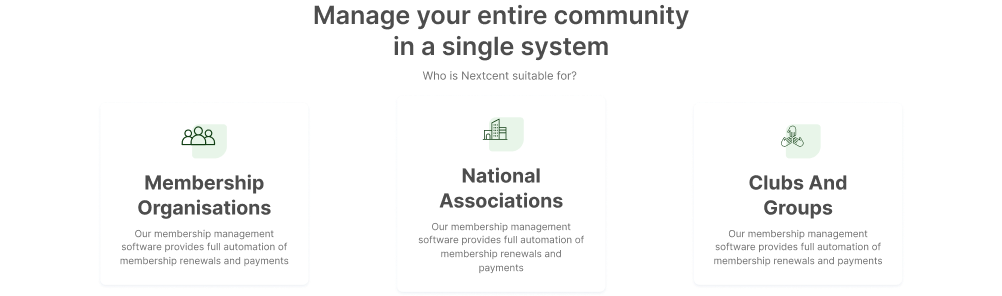 Manage your entire community
in a single system
Who is Nextcent suitable for?
Membership
Organisations
Our membership management
software provides full automation of
membership renewals and payments
National
Associations
Our membership management
software provides full automation of
membership renewals and
payments
Clubs And
Groups
Our membership management
software provides full automation of
membership renewals and payments